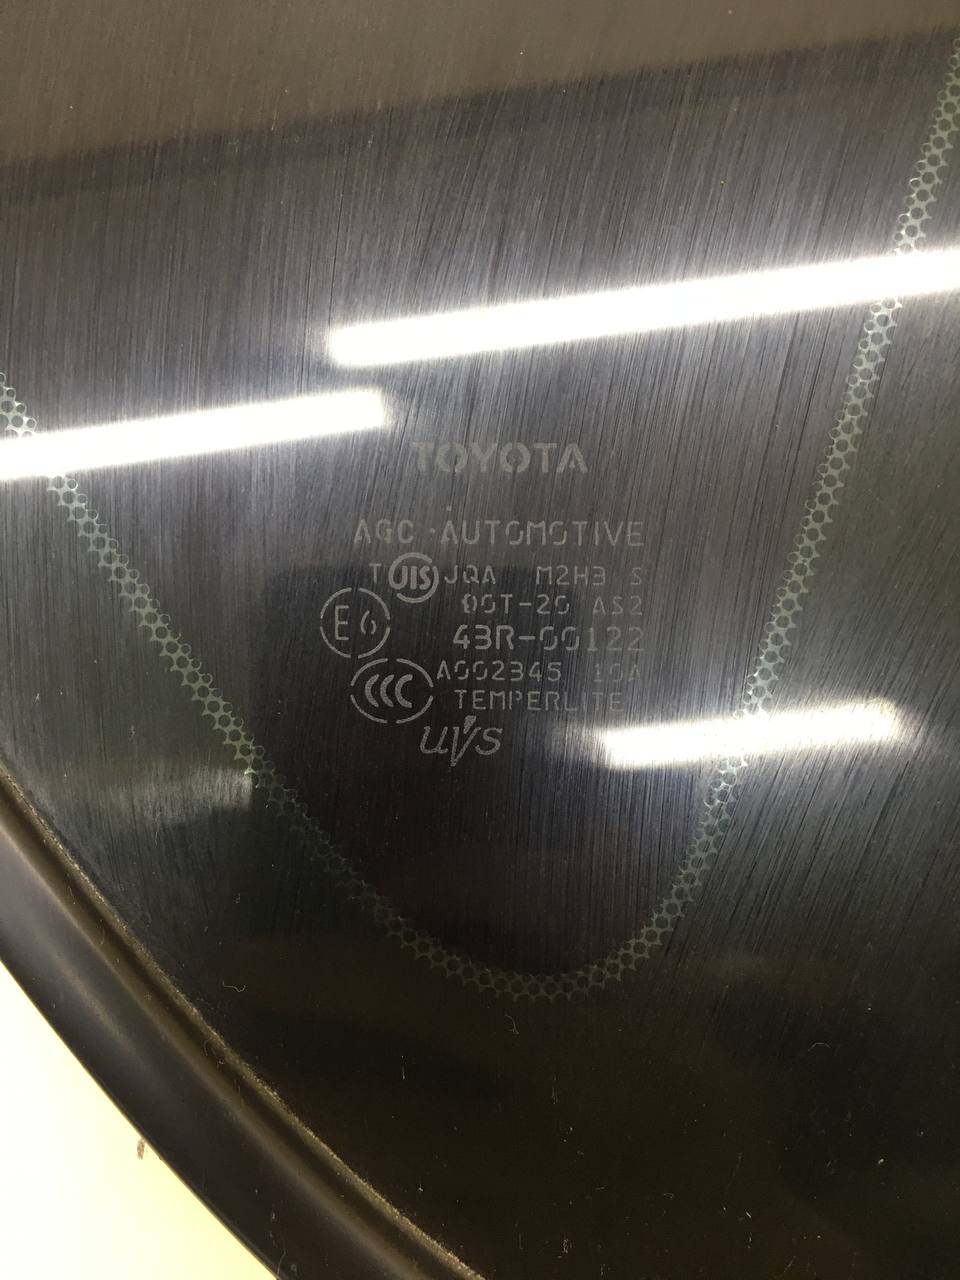 TOYOTA
AGC AUTOMOTIVE
T JIS JQA M2H3 S
DOT-20 AS2
E6 43R-00122
CCC A002345 10A
TEMPERLITE
uVs